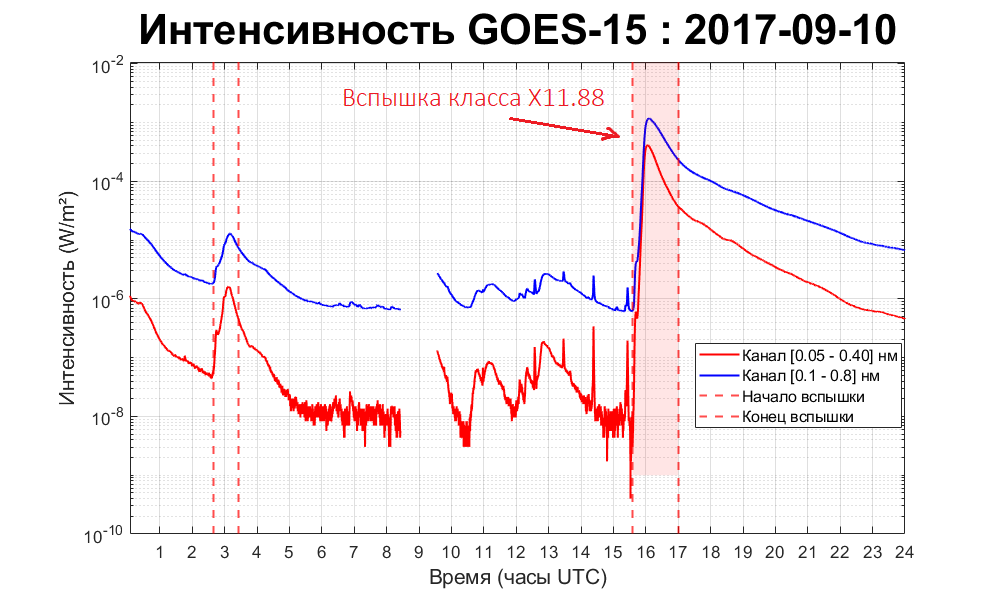 Интенсивность GOES-15 : 2017-09-10
Вспышка класса X11.88
Интенсивность (W/m²)
10⁻²
10⁻⁴
10⁻⁶
10⁻⁸
10⁻¹⁰
Канал [0.05 - 0.40] нм
Канал [0.1 - 0.8] нм
Начало вспышки
Конец вспышки
1 2 3 4 5 6 7 8 9 10 11 12 13 14 15 16 17 18 19 20 21 22 23 24
Время (часы UTC)